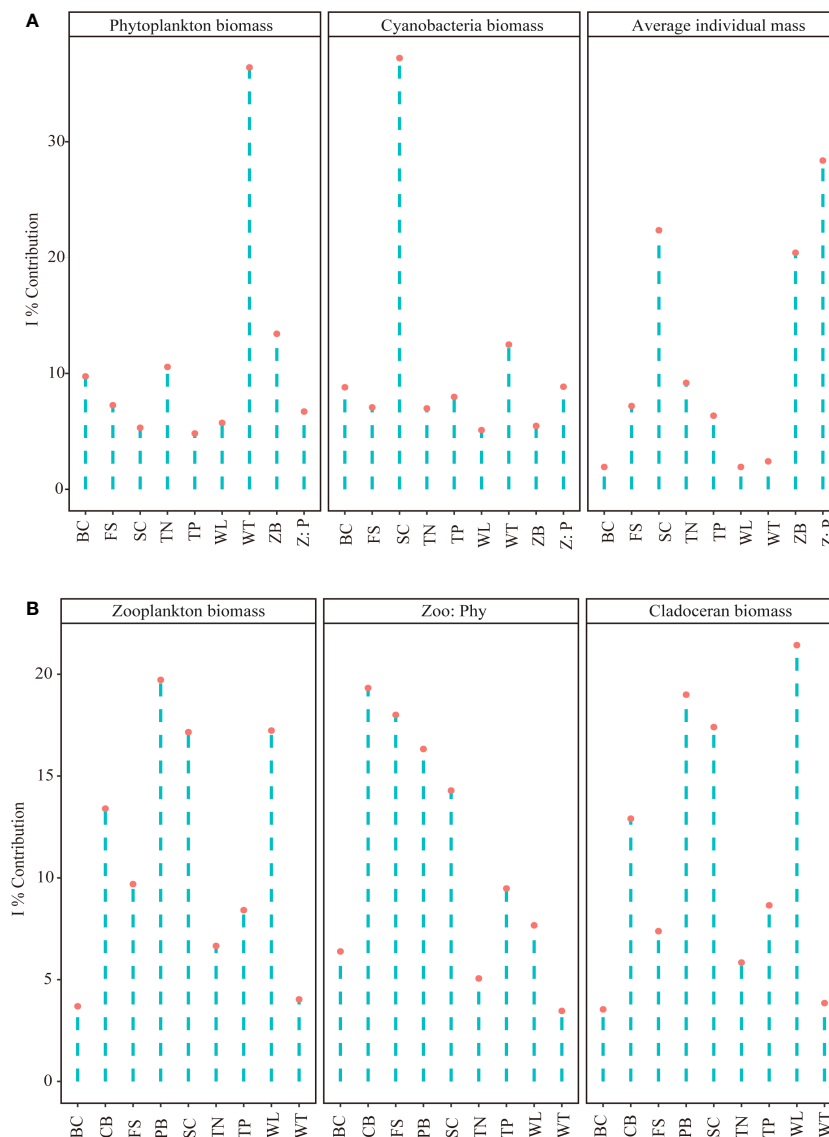 A
Phytoplankton biomass Cyanobacteria biomass Average individual mass
I % Contribution
30
20
10
0
BC FS SC TN TP WL WT ZB Z: P BC FS SC TN TP WL WT ZB Z: P BC FS SC TN TP WL WT ZB Z: P
B
Zooplankton biomass Zoo: Phy Cladoceran biomass
I % Contribution
20
15
10
5
0
BC CB FS PB SC TN TP WL WT BC CB FS PB SC TN TP WL WT BC CB FS PB SC TN TP WL WT